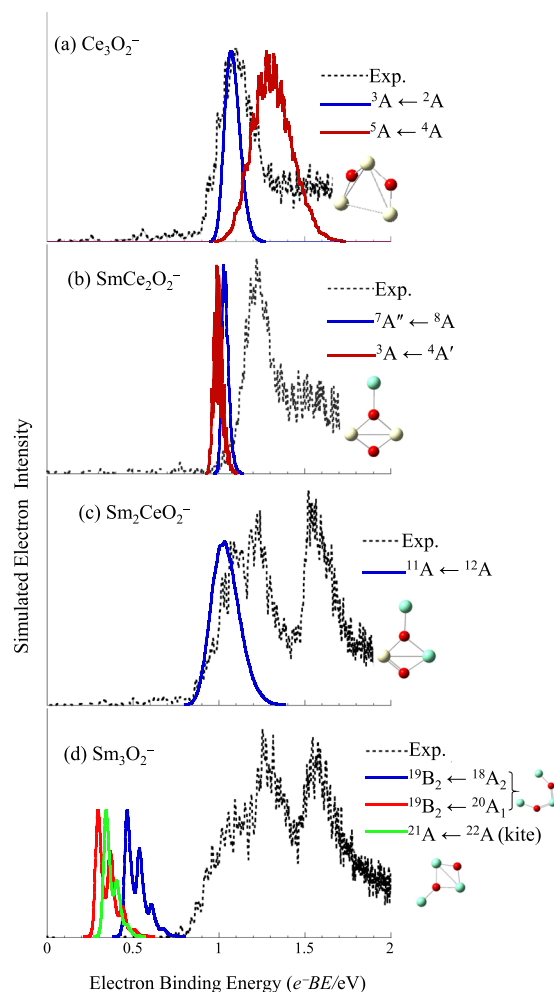 (a) Ce₃O₂⁻
Exp.
³A ← ²A
⁵A ← ⁴A
(b) SmCe₂O₂⁻
Exp.
⁷A″ ← ⁸A
³A ← ⁴A′
(c) Sm₂CeO₂⁻
Exp.
¹¹A ← ¹²A
(d) Sm₃O₂⁻
Exp.
¹⁹B₂ ← ¹⁸A₂
¹⁹B₂ ← ²⁰A₁
²¹A ← ²²A (kite)
Simulated Electron Intensity
0 0.5 1 1.5 2
Electron Binding Energy (e⁻BE/eV)